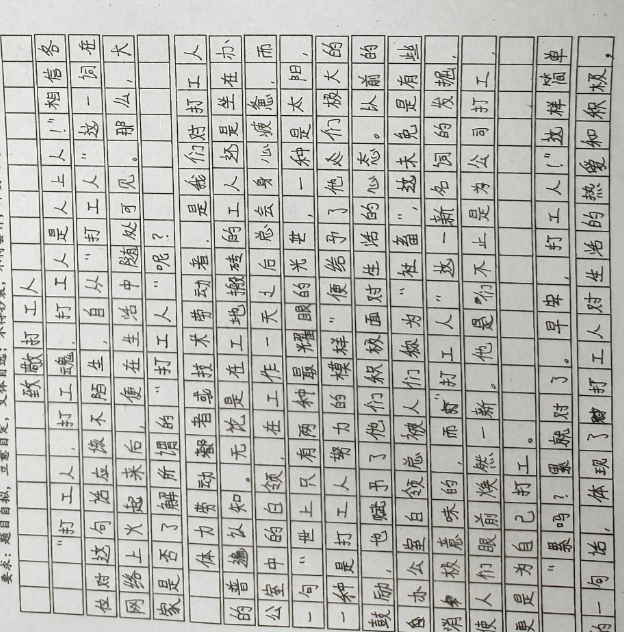 要求：题目自拟，立意自定，文体自选；不得抄袭，不得套作
致敬打工人
“打工人，打工魂，打工人是人上人！”相信各
位对这句话应该不陌生，自从“打工人”这一词在
网络上火起来后，便在生活中随处可见。那么，大
家是否了解所谓的“打工人”呢？
体力劳动者或技术劳动者，是我们对打工人
的普遍认知。无论是在工地搬砖的工人还是坐在办
公室中的白领，在工作一天之后总会身心疲惫，而
一句“世上只有两种最耀眼的光芒，一种是太阳，
一种是打工人努力的模样”便给予了他们极大的
鼓励，也赋予了他们积极面对生活的心态。以前的
办公室白领总被人们称为“社畜”，这未免是有些
消极意味的，而“打工人”这一新名词的发掘，
使人们眼前焕然一新。他是们不止是为公司打工，
更是为自己打工。
“累吗？累就对了。早安，打工人！”这样简单
的一句话，体现了打工人对生活的热爱和积极，